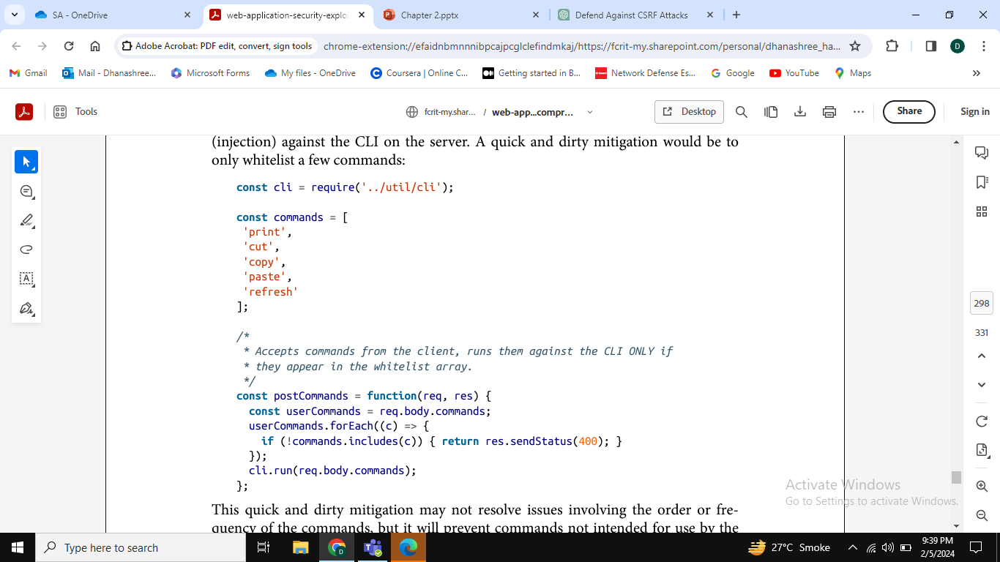 SA - OneDrive
web-application-security-exploi
Chapter 2.pptx
Defend Against CSRF Attacks
Adobe Acrobat: PDF edit, convert, sign tools
chrome-extension://efaidnbmnnnibpcajpcglclefindmkaj/https://fcrit-my.sharepoint.com/personal/dhanashree_ha...
D
Gmail
Mail - Dhanashree...
Microsoft Forms
My files - OneDrive
Coursera | Online C...
Getting started in B...
Network Defense Es...
Google
YouTube
Maps
Tools
fcrit-my.shar... / web-app...compr...
Desktop
Share
Sign in
(injection) against the CLI on the server. A quick and dirty mitigation would be to
only whitelist a few commands:
const cli = require('../util/cli');
const commands = [
'print',
'cut',
'copy',
'paste',
'refresh'
];
/*
* Accepts commands from the client, runs them against the CLI ONLY if
* they appear in the whitelist array.
*/
const postCommands = function(req, res) {
const userCommands = req.body.commands;
userCommands.forEach((c) => {
if (!commands.includes(c)) { return res.sendStatus(400); }
});
cli.run(req.body.commands);
};
This quick and dirty mitigation may not resolve issues involving the order or fre-
quency of the commands, but it will prevent commands not intended for use by the
298
331
Activate Windows
Go to Settings to activate Windows.
Type here to search
27°C Smoke
9:39 PM
2/5/2024